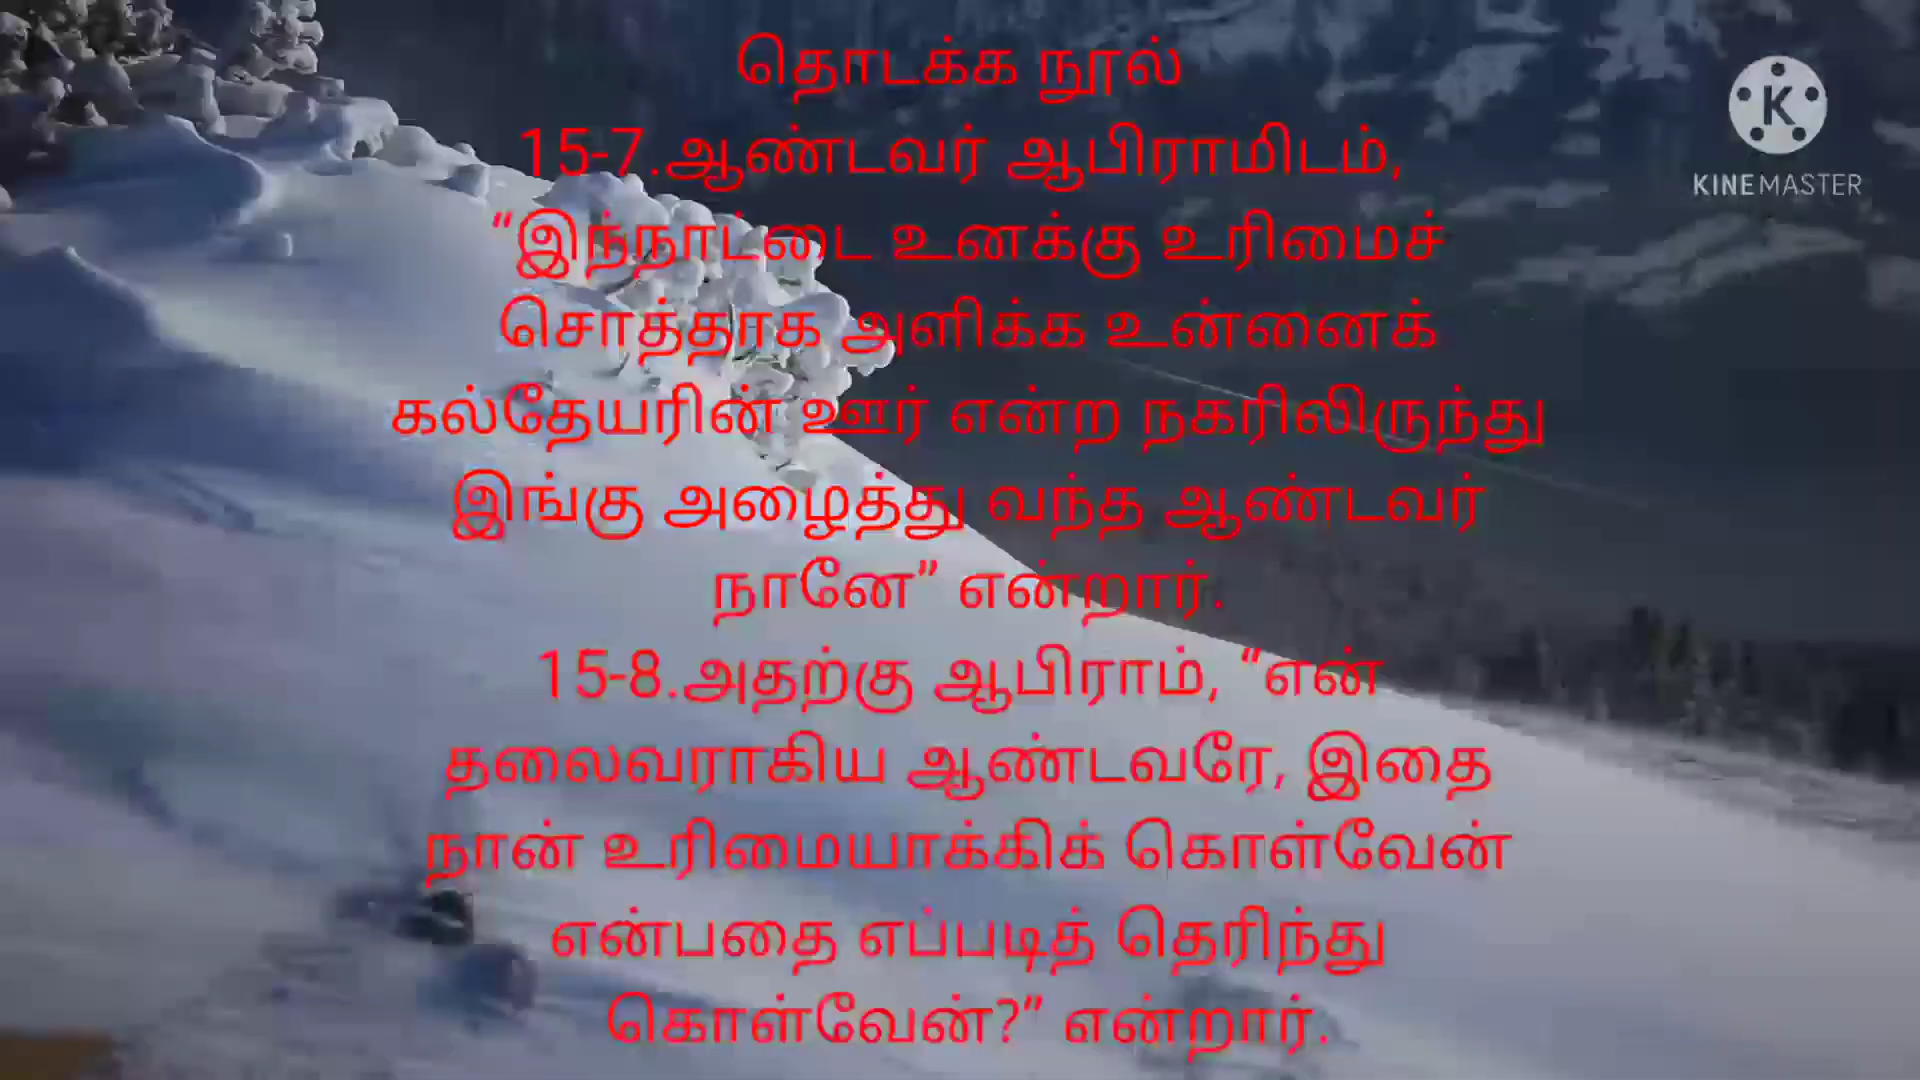 தொடக்க நூல்
15-7.ஆண்டவர் ஆபிராமிடம்,
“இந்நாட்டை உனக்கு உரிமைச்
சொத்தாக அளிக்க உன்னைக்
கல்தேயரின் ஊர் என்ற நகரிலிருந்து
இங்கு அழைத்து வந்த ஆண்டவர்
நானே” என்றார்.
15-8.அதற்கு ஆபிராம், “என்
தலைவராகிய ஆண்டவரே, இதை
நான் உரிமையாக்கிக் கொள்வேன்
என்பதை எப்படித் தெரிந்து
கொள்வேன்?” என்றார்.
K
KINEMASTER